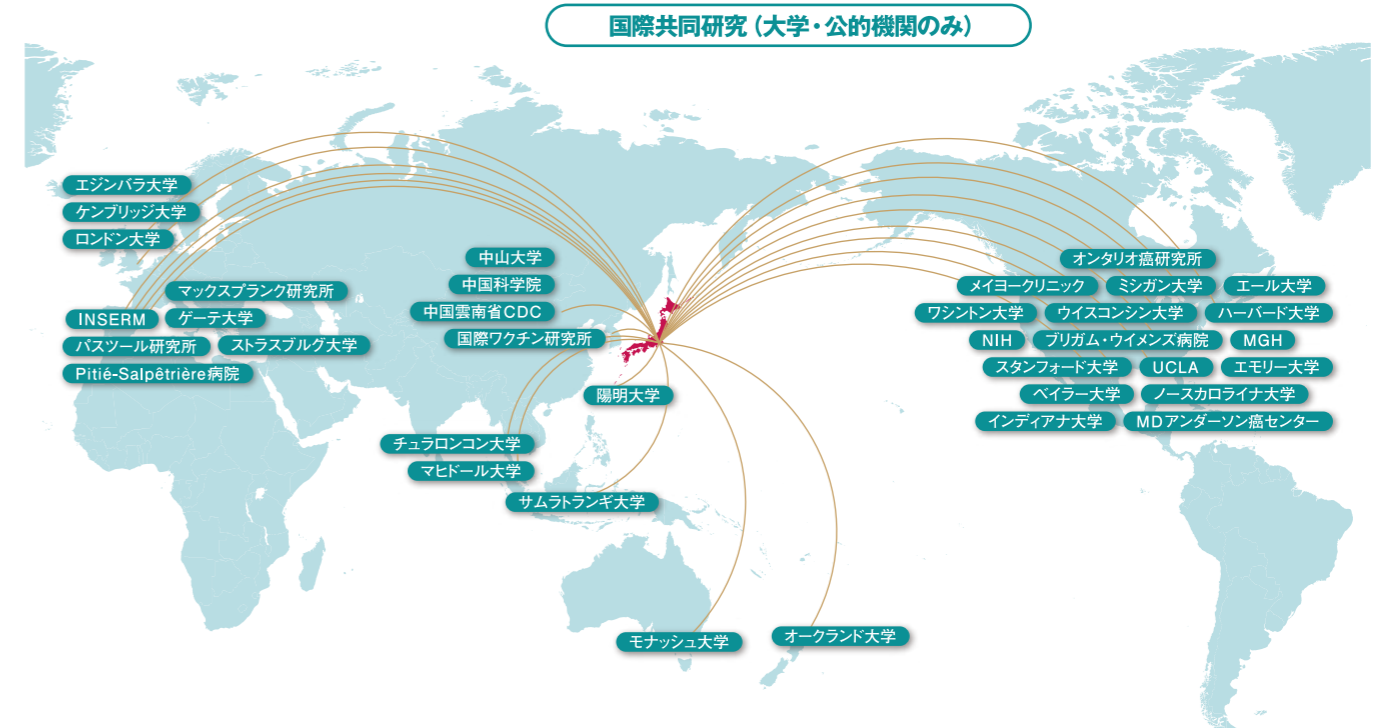 国際共同研究（大学・公的機関のみ）
エジンバラ大学
ケンブリッジ大学
ロンドン大学
マックスプランク研究所
INSERM
ゲーテ大学
パスツール研究所
ストラスブルグ大学
Pitié-Salpêtrière病院
中山大学
中国科学院
中国雲南省CDC
国際ワクチン研究所
陽明大学
チュラロンコン大学
マヒドール大学
サムラトランギ大学
モナッシュ大学
オークランド大学
オンタリオ癌研究所
メイヨークリニック
ミシガン大学
エール大学
ワシントン大学
ウイスコンシン大学
ハーバード大学
NIH
ブリガム・ウイメンズ病院
MGH
スタンフォード大学
UCLA
エモリー大学
ベイラー大学
ノースカロライナ大学
インディアナ大学
MDアンダーソン癌センター